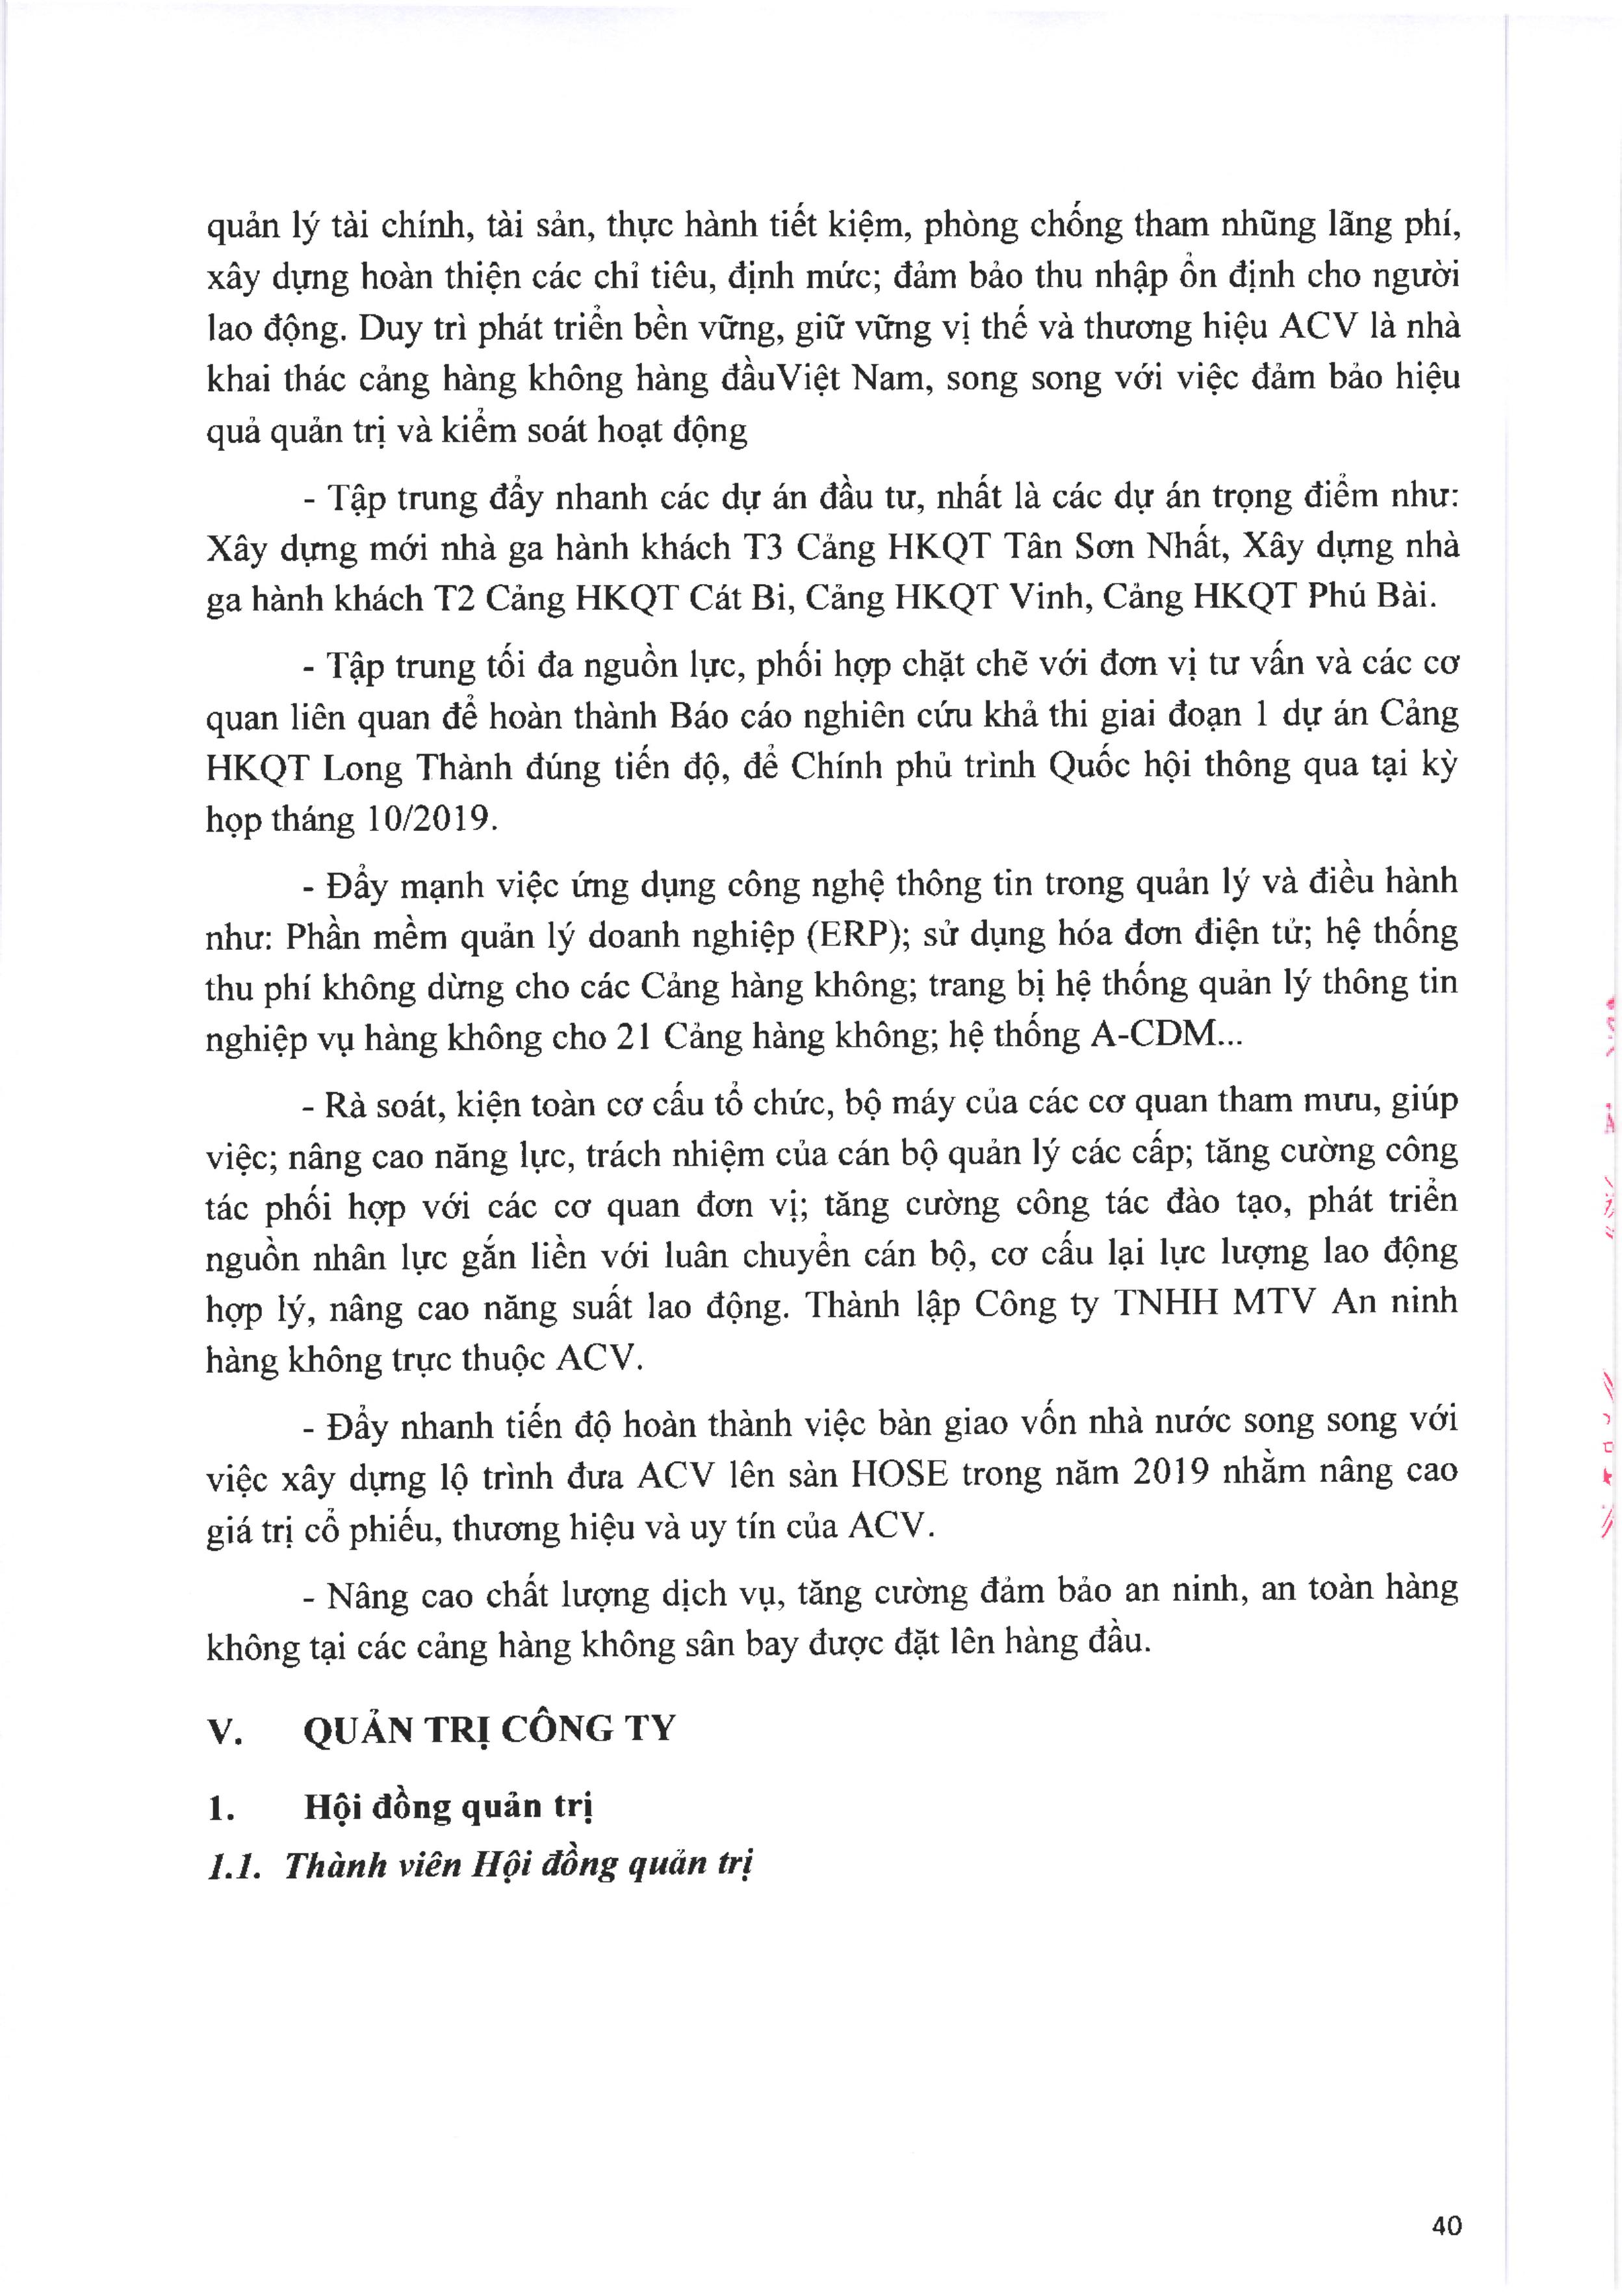 quản lý tài chính, tài sản, thực hành tiết kiệm, phòng chống tham nhũng lãng phí,
xây dựng hoàn thiện các chỉ tiêu, định mức; đảm bảo thu nhập ổn định cho người
lao động. Duy trì phát triển bền vững, giữ vững vị thế và thương hiệu ACV là nhà
khai thác cảng hàng không hàng đầuViệt Nam, song song với việc đảm bảo hiệu
quả quản trị và kiểm soát hoạt động
- Tập trung đẩy nhanh các dự án đầu tư, nhất là các dự án trọng điểm như:
Xây dựng mới nhà ga hành khách T3 Cảng HKQT Tân Sơn Nhất, Xây dựng nhà
ga hành khách T2 Cảng HKQT Cát Bi, Cảng HKQT Vinh, Cảng HKQT Phú Bài.
- Tập trung tối đa nguồn lực, phối hợp chặt chẽ với đơn vị tư vấn và các cơ
quan liên quan để hoàn thành Báo cáo nghiên cứu khả thi giai đoạn 1 dự án Cảng
HKQT Long Thành đúng tiến độ, để Chính phủ trình Quốc hội thông qua tại kỳ
họp tháng 10/2019.
- Đẩy mạnh việc ứng dụng công nghệ thông tin trong quản lý và điều hành
như: Phần mềm quản lý doanh nghiệp (ERP); sử dụng hóa đơn điện tử; hệ thống
thu phí không dừng cho các Cảng hàng không; trang bị hệ thống quản lý thông tin
nghiệp vụ hàng không cho 21 Cảng hàng không; hệ thống A-CDM...
- Rà soát, kiện toàn cơ cấu tổ chức, bộ máy của các cơ quan tham mưu, giúp
việc; nâng cao năng lực, trách nhiệm của cán bộ quản lý các cấp; tăng cường công
tác phối hợp với các cơ quan đơn vị; tăng cường công tác đào tạo, phát triển
nguồn nhân lực gắn liền với luân chuyển cán bộ, cơ cấu lại lực lượng lao động
hợp lý, nâng cao năng suất lao động. Thành lập Công ty TNHH MTV An ninh
hàng không trực thuộc ACV.
- Đẩy nhanh tiến độ hoàn thành việc bàn giao vốn nhà nước song song với
việc xây dựng lộ trình đưa ACV lên sàn HOSE trong năm 2019 nhằm nâng cao
giá trị cổ phiếu, thương hiệu và uy tín của ACV.
- Nâng cao chất lượng dịch vụ, tăng cường đảm bảo an ninh, an toàn hàng
không tại các cảng hàng không sân bay được đặt lên hàng đầu.
V. QUẢN TRỊ CÔNG TY
1. Hội đồng quản trị
1.1. Thành viên Hội đồng quản trị
40